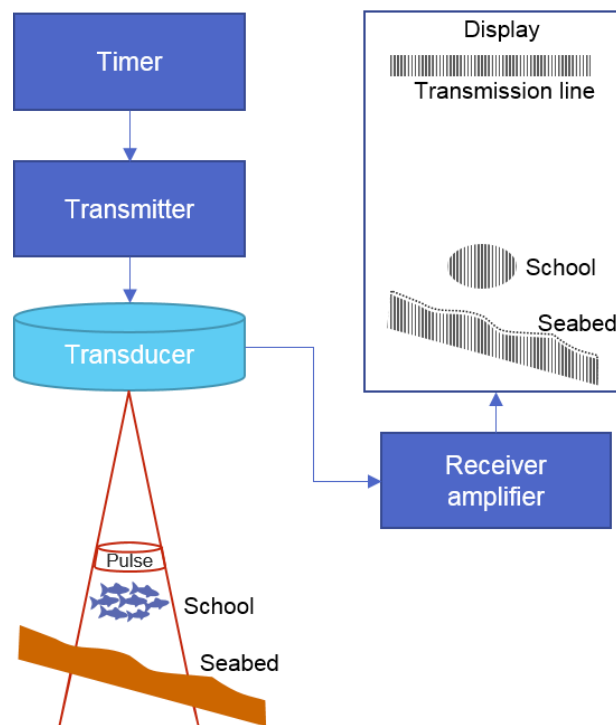 Timer
Transmitter
Transducer
Pulse
School
Seabed
Display
Transmission line
School
Seabed
Receiver
amplifier